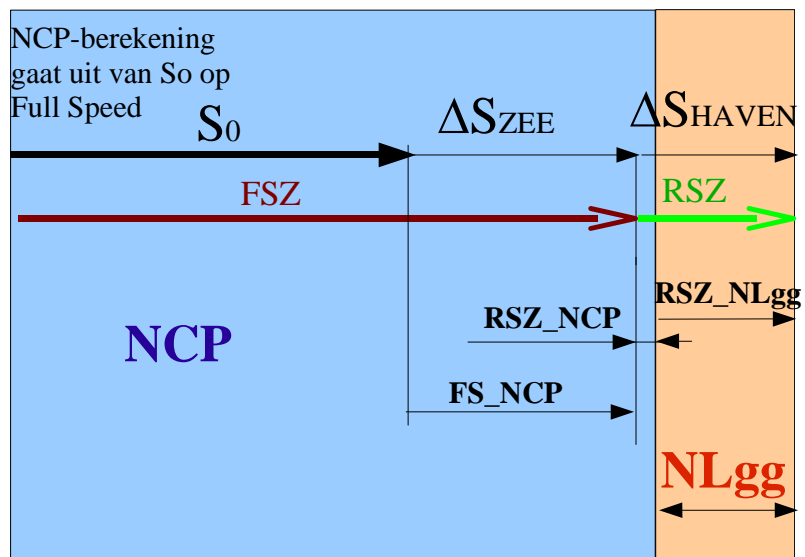 NCP-berekening
gaat uit van So op
Full Speed
S0
ΔSZEE
ΔSHAVEN
FSZ
RSZ
RSZ_NLgg
RSZ_NCP
NCP
FS_NCP
NLgg